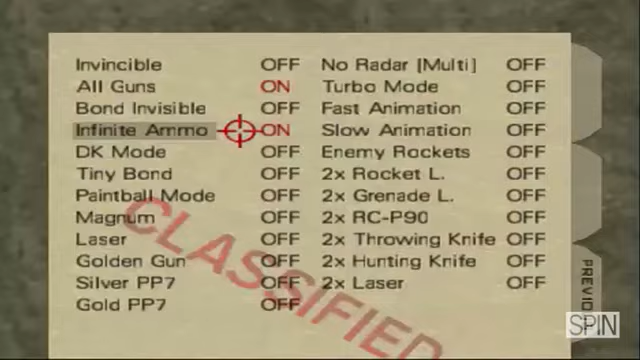 Invincible OFF No Radar [Multi] OFF
All Guns ON Turbo Mode OFF
Bond Invisible OFF Fast Animation OFF
Infinite Ammo ON Slow Animation OFF
DK Mode OFF Enemy Rockets OFF
Tiny Bond OFF 2x Rocket L. OFF
Paintball Mode OFF 2x Grenade L. OFF
Magnum OFF 2x RC-P90 OFF
Laser OFF 2x Throwing Knife OFF
Golden Gun OFF 2x Hunting Knife OFF
Silver PP7 OFF 2x Laser OFF
Gold PP7 OFF
CLASSIFIED
PREVIO
SPIN